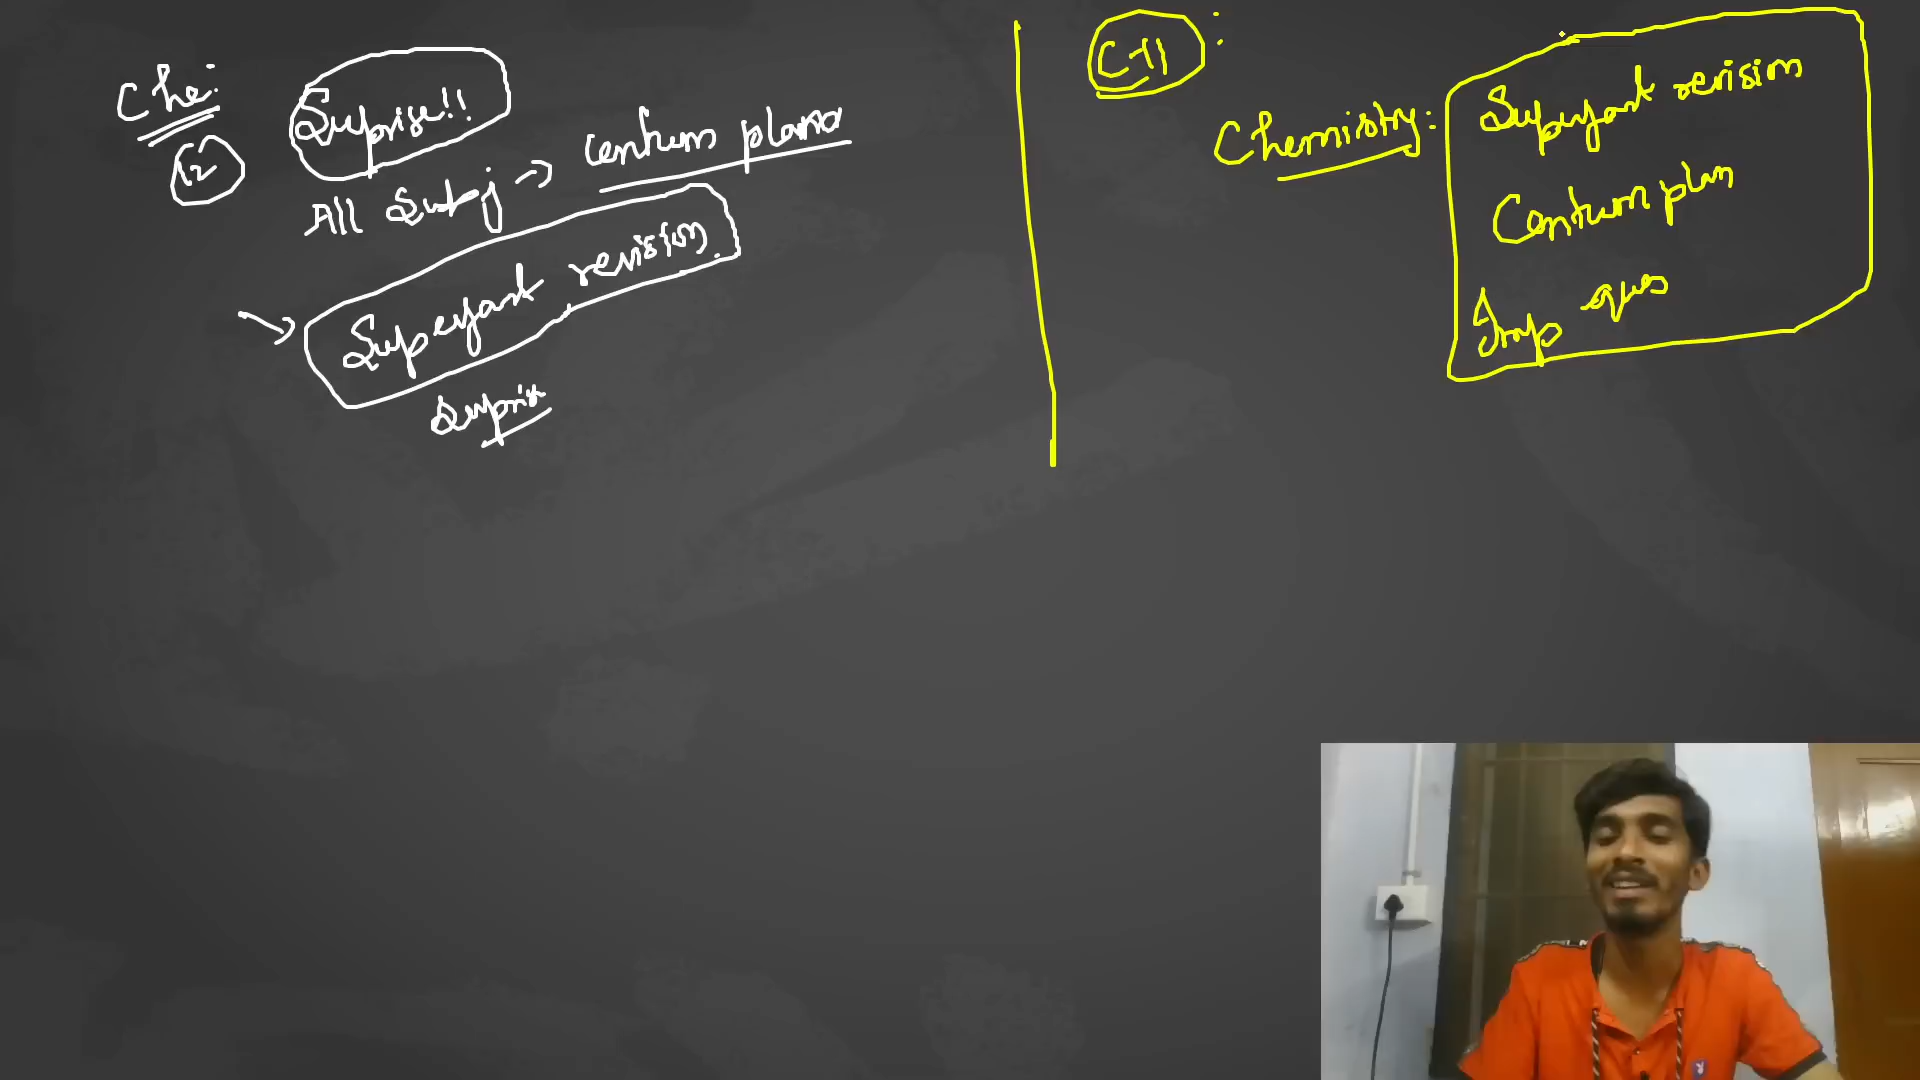 Che:
12
Surprise!!
All Subj → Centum plans
Superfast revision.
Surprise
C-11 :
Chemistry:
Superfast revision
Centum plan
Imp ques